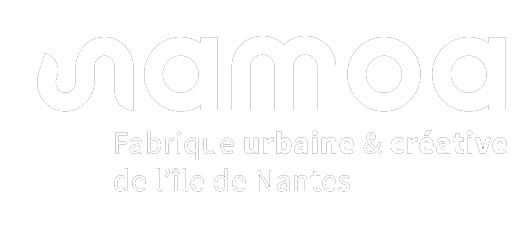 samoa
Fabrique urbaine & créative
de l'île de Nantes